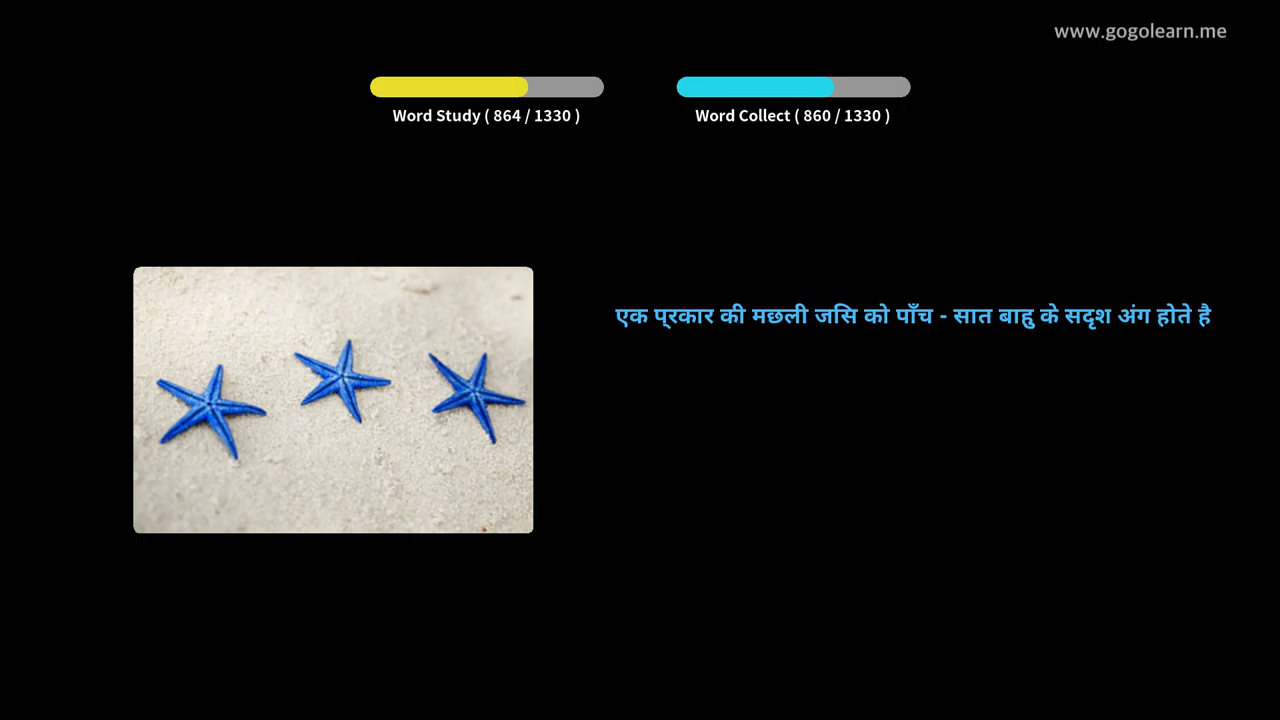 www.gogolearn.me
Word Study ( 864 / 1330 )
Word Collect ( 860 / 1330 )
एक प्रकार की मछली जसि को पाँच - सात बाहु के सदृश अंग होते है